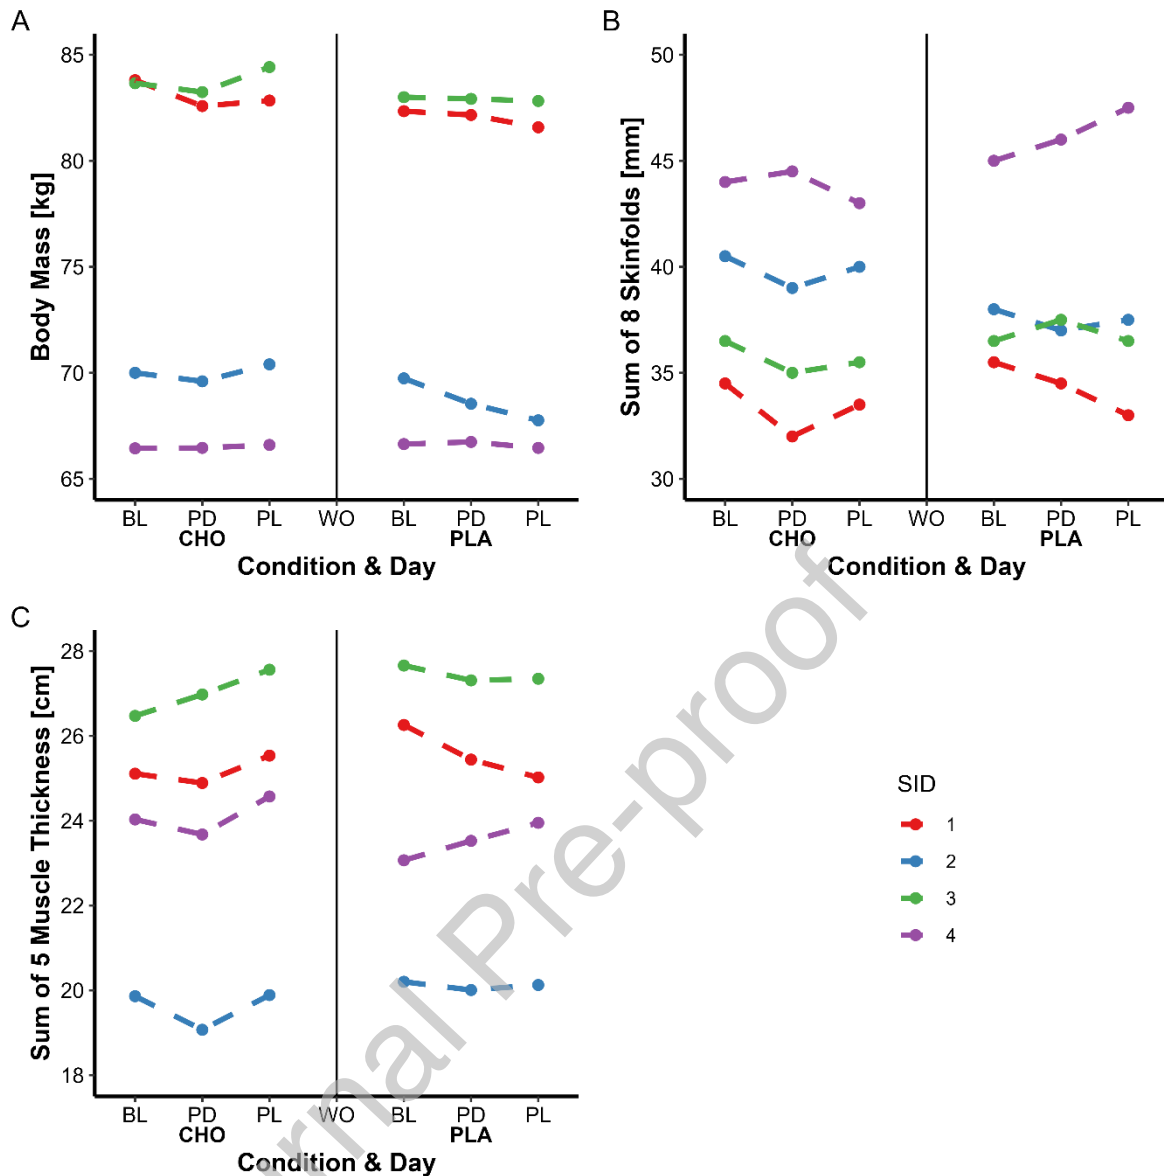 A
Body Mass [kg]
85
80
75
70
65
BL PD PL WO BL PD PL
CHO PLA
Condition & Day
B
Sum of 8 Skinfolds [mm]
50
45
40
35
30
BL PD PL WO BL PD PL
CHO PLA
Condition & Day
C
Sum of 5 Muscle Thickness [cm]
28
26
24
22
20
18
BL PD PL WO BL PD PL
CHO PLA
Condition & Day
SID
1
2
3
4
rnal Pre-proof